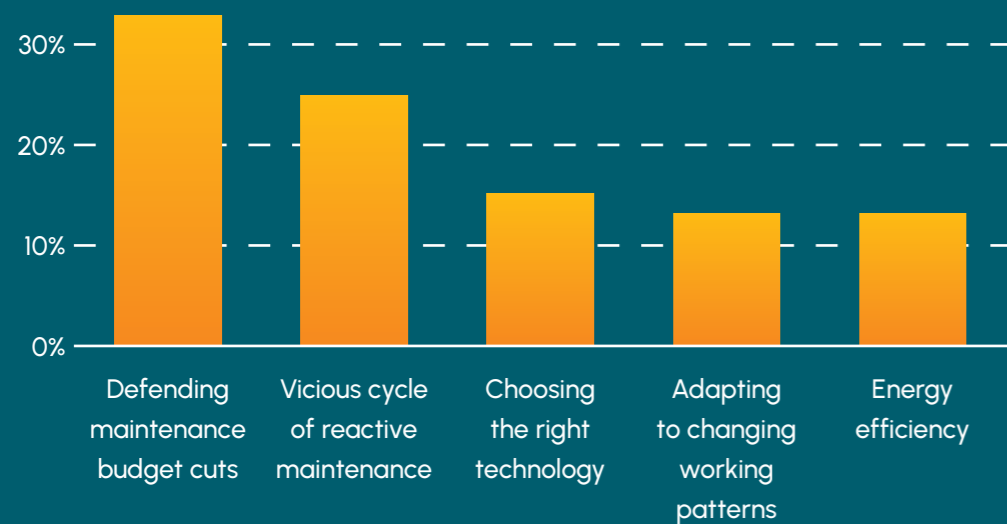 30%
20%
10%
0%
Defending
maintenance
budget cuts
Vicious cycle
of reactive
maintenance
Choosing
the right
technology
Adapting
to changing
working
patterns
Energy
efficiency